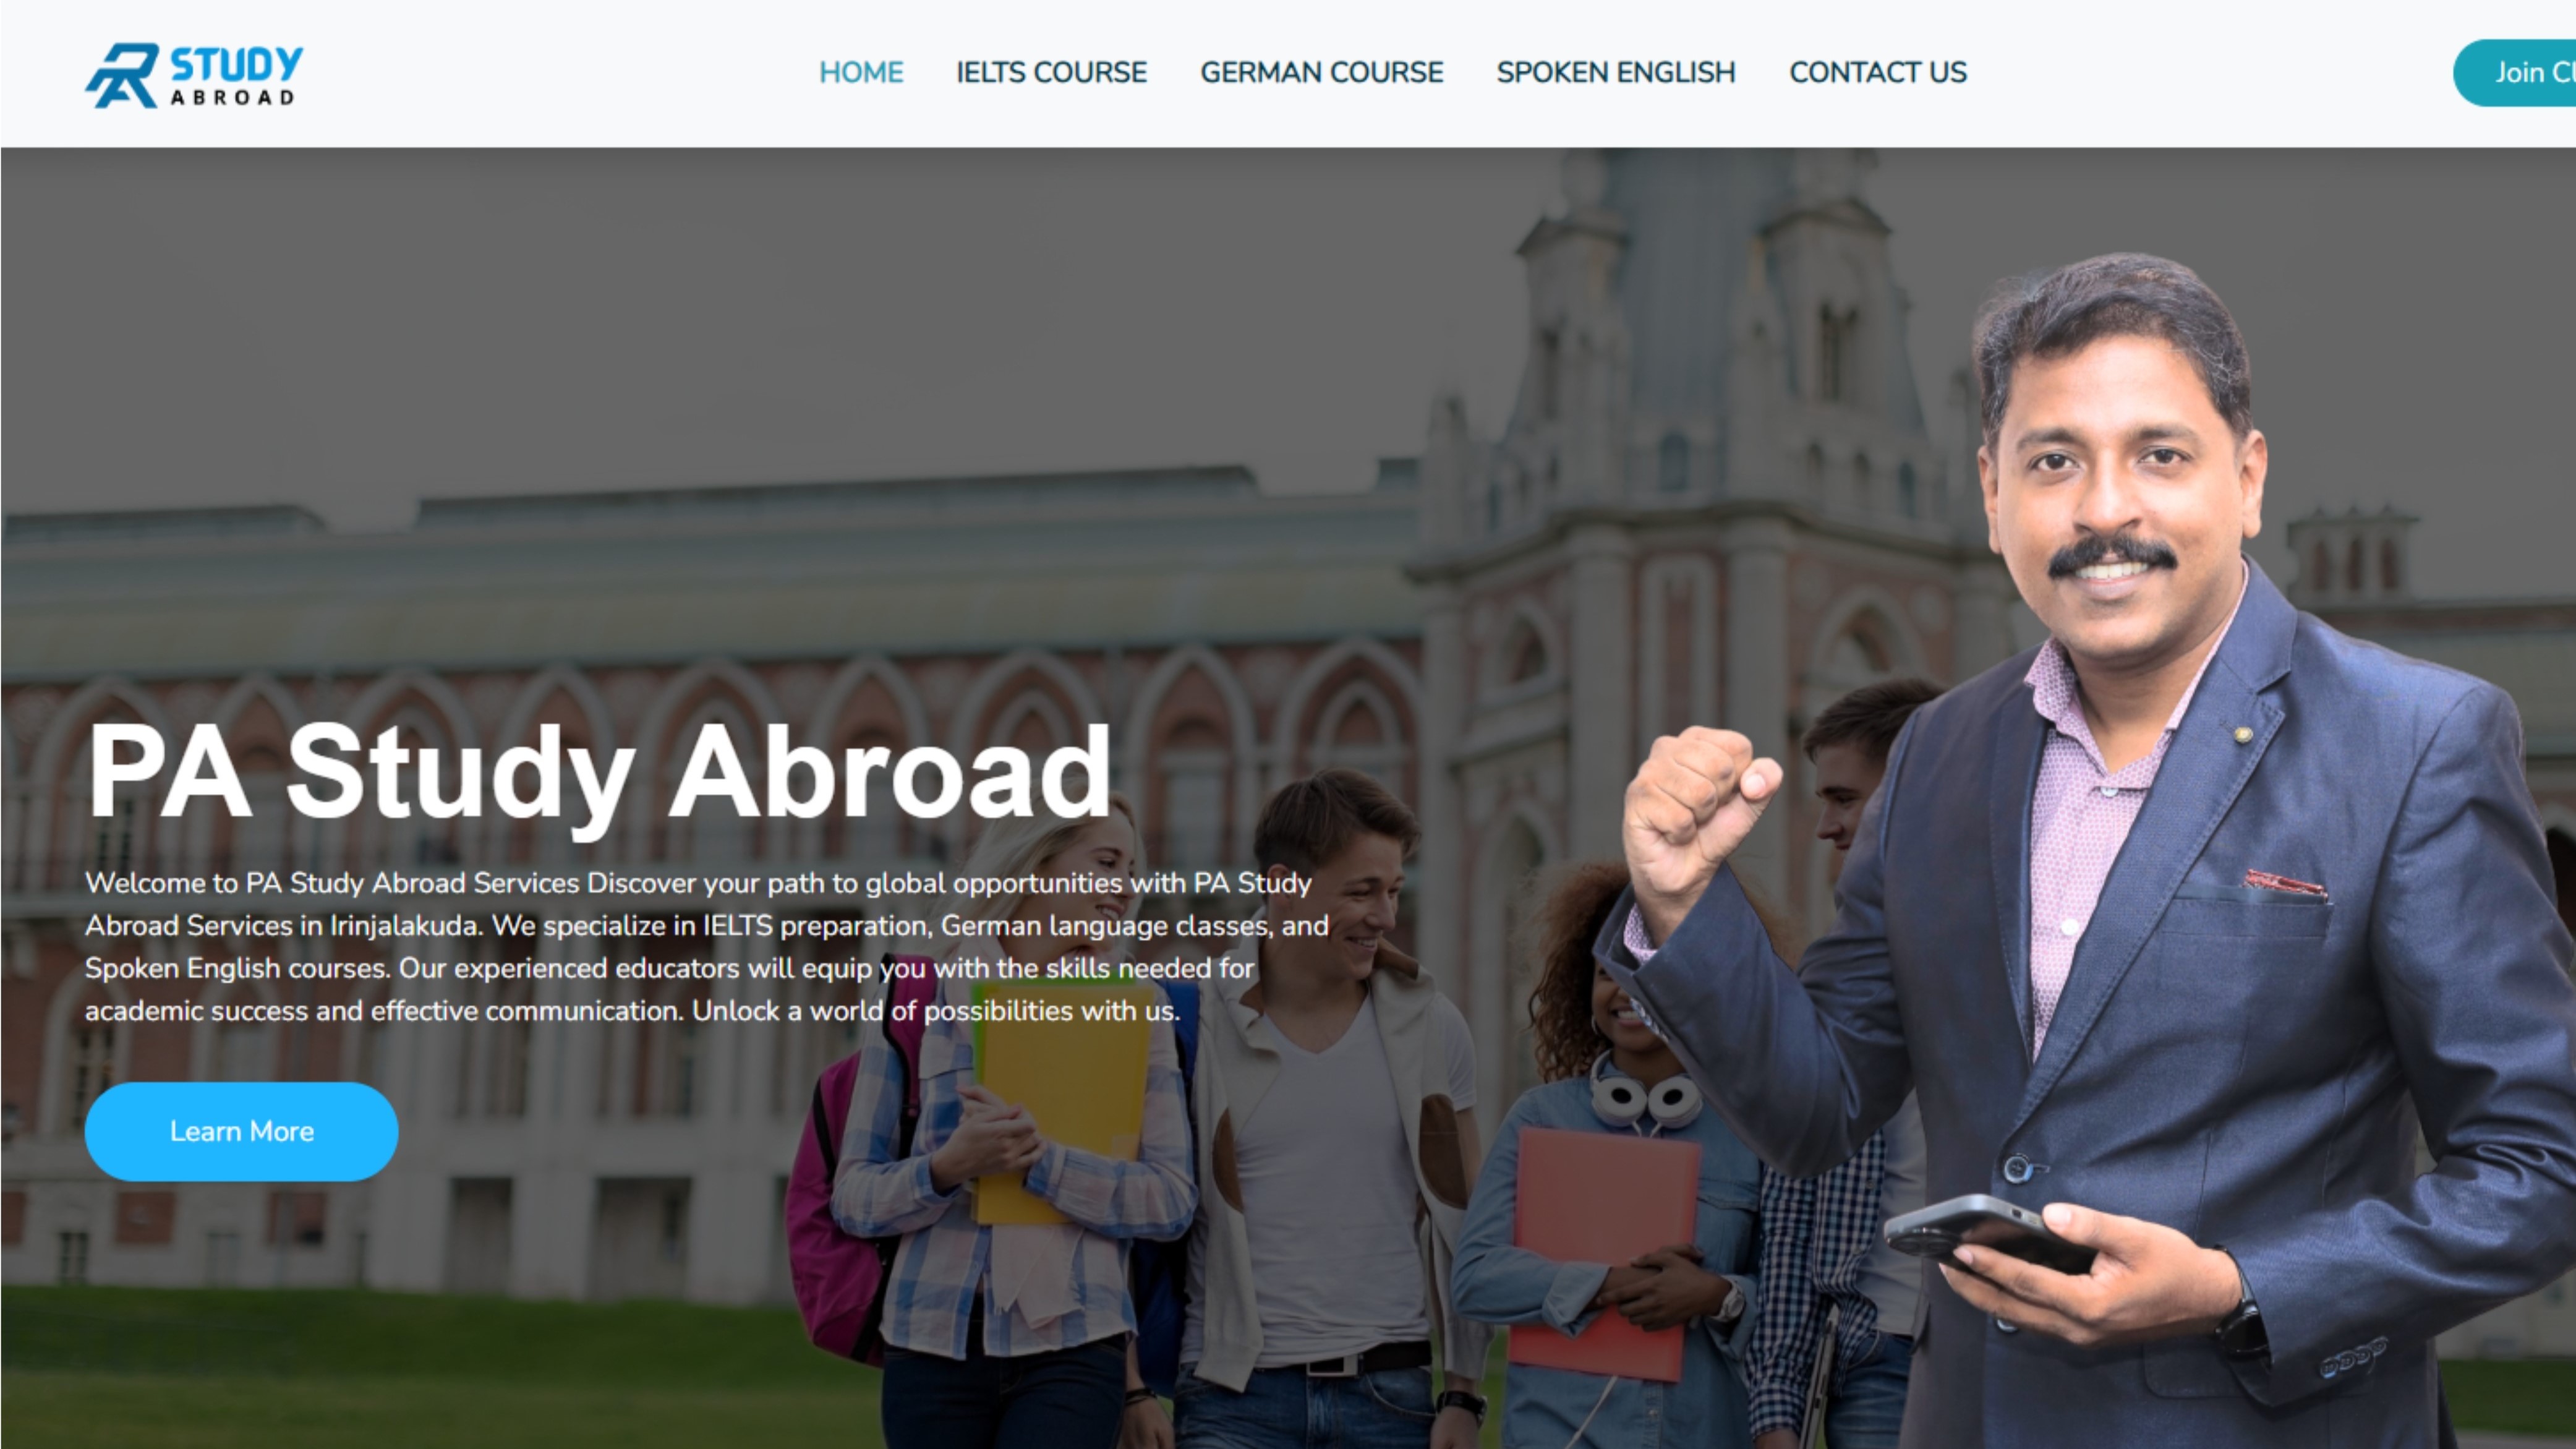 STUDY
ABROAD
HOME IELTS COURSE GERMAN COURSE SPOKEN ENGLISH CONTACT US
Join
PA Study Abroad
Welcome to PA Study Abroad Services Discover your path to global opportunities with PA Study
Abroad Services in Irinjalakuda. We specialize in IELTS preparation, German language classes, and
Spoken English courses. Our experienced educators will equip you with the skills needed for
academic success and effective communication. Unlock a world of possibilities with us.
Learn More